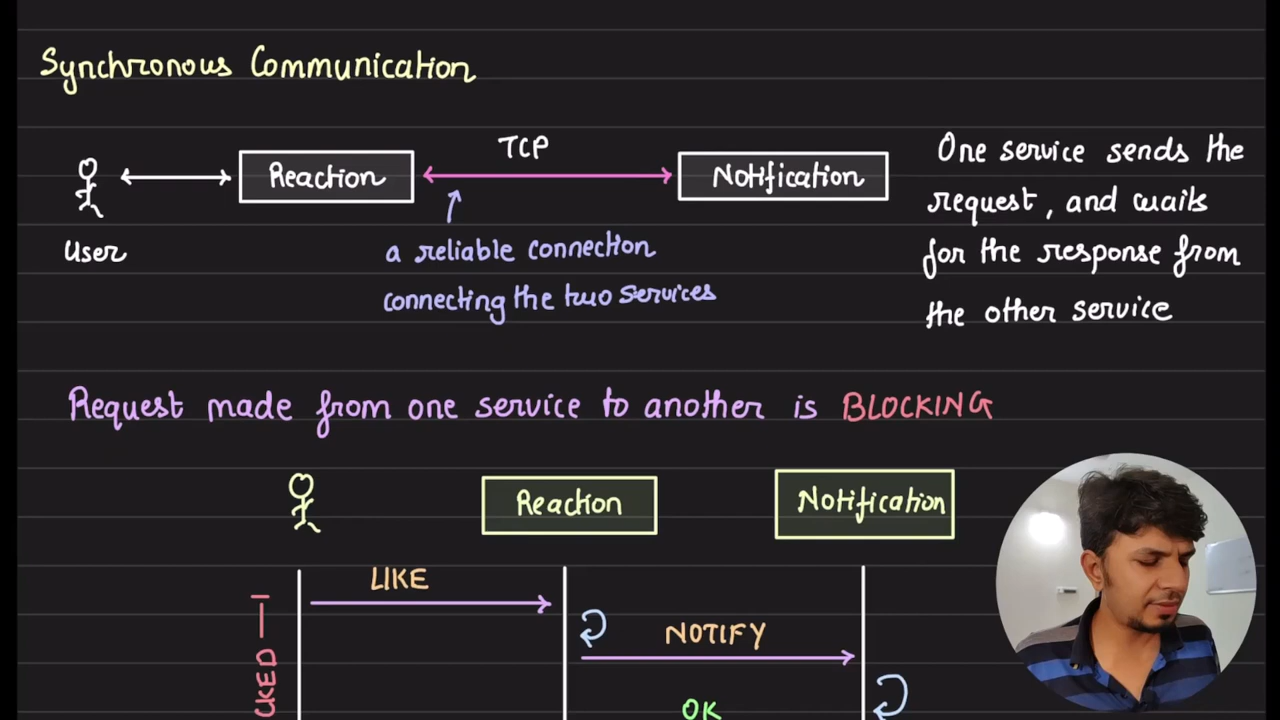 Synchronous Communication
TCP
Reaction
Notification
User
a reliable connection
connecting the two services
One service sends the
request, and waits
for the response from
the other service
Request made from one service to another is BLOCKING
Reaction
Notification
LIKE
NOTIFY
OK